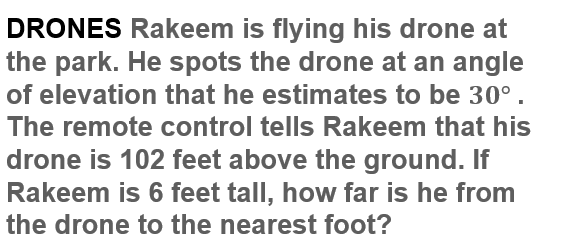 DRONES Rakeem is flying his drone at
the park. He spots the drone at an angle
of elevation that he estimates to be 30° .
The remote control tells Rakeem that his
drone is 102 feet above the ground. If
Rakeem is 6 feet tall, how far is he from
the drone to the nearest foot?